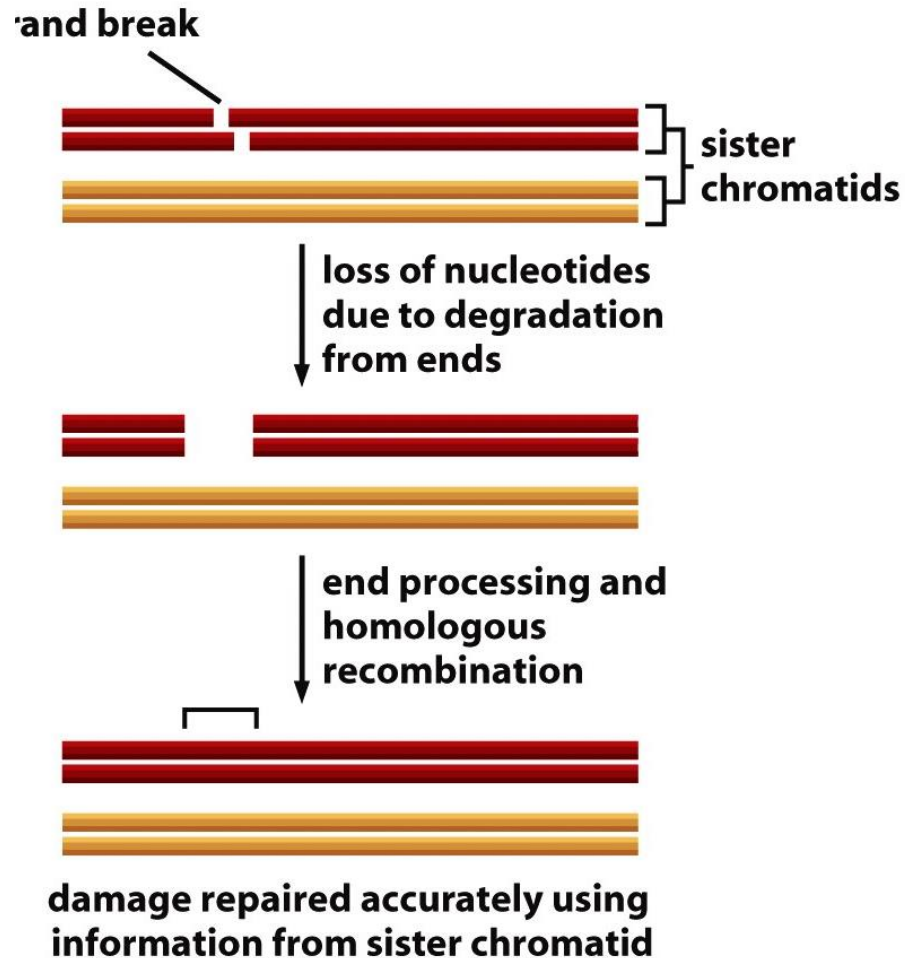 rand break
sister
chromatids
loss of nucleotides
due to degradation
from ends
end processing and
homologous
recombination
damage repaired accurately using
information from sister chromatid